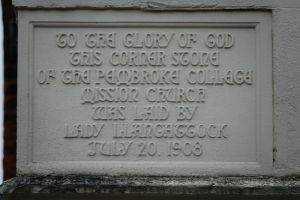 TO THE GLORY OF GOD
THIS CORNER STONE
OF THE PEMBROKE COLLEGE
MISSION CHURCH
WAS LAID BY
LADY LLANGATTOCK
JULY 20. 1908